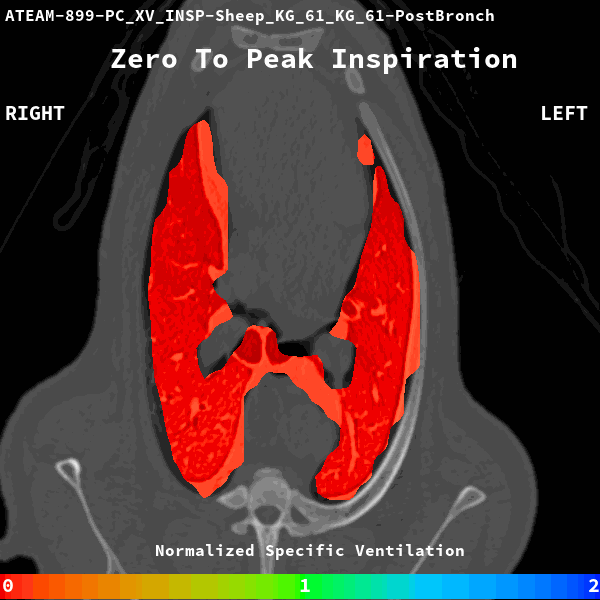 ATEAM-899-PC_XV_INSP-Sheep_KG_61_KG_61-PostBronch
Zero To Peak Inspiration
RIGHT LEFT
Normalized Specific Ventilation
0 1 2